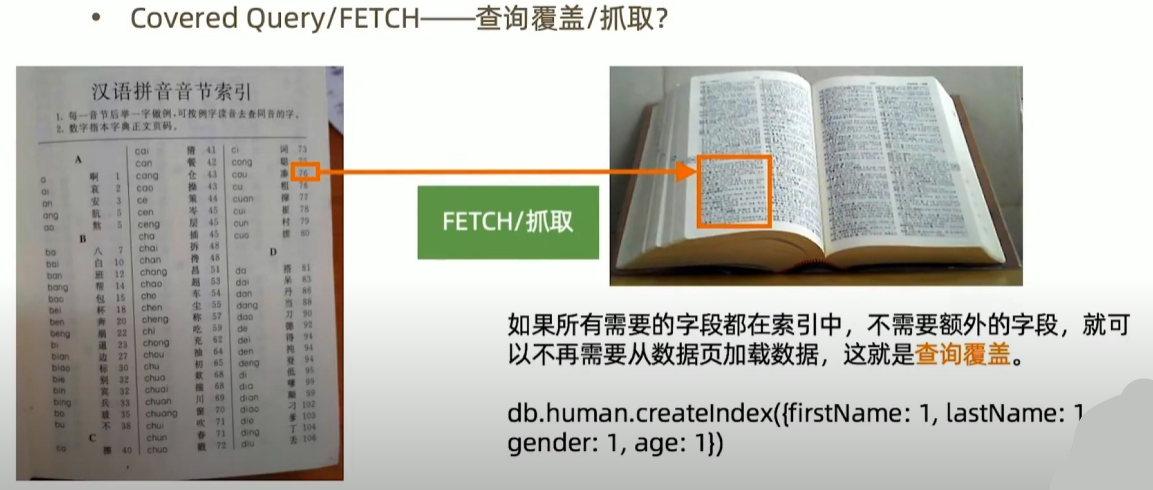 • Covered Query/FETCH——查询覆盖/抓取?
汉语拼音音节索引
1. 每一音节后举一字做例,可按例字读音去查同音的字。
2. 数字指本字典正文页码。
A
a 啊 1
ai 哀 2
an 安 3
ang 肮 5
ao 熬 5
B
ba 八 7
bai 白 10
ban 班 12
bang 帮 14
bao 包 15
bei 杯 18
ben 奔 20
beng 崩 22
bi 逼 23
bian 边 27
biao 标 30
bie 别 32
bin 宾 32
bing 兵 33
bo 玻 35
bu 不 38
C
ca 擦 40
cai 猜 41
can 餐 42
cang 仓 43
cao 操 43
ce 策 44
cen 岑 45
ceng 层 45
cha 插 45
chai 拆 48
chan 搀 48
chang 昌 51
chao 超 53
che 车 54
chen 尘 55
cheng 称 57
chi 吃 59
chong 充 62
chou 抽 64
chu 初 65
chua 欻 68
chuai 揣 68
chuan 川 69
chuang 窗 70
chui 吹 71
chun 春 71
chuo 戳 72
ci 词 73
cong 聪
cou 凑 76
cu 粗 76
cuan 77
cui 崔 78
cun 村 79
cuo 搓 80
D
da 搭 81
dai 呆 83
dan 丹 86
dang 当 88
dao 刀 90
de 德 92
dei 得 94
den 扽 94
deng 登 94
di 低 95
dia 嗲 99
dian 颠 99
diao 刁 102
die 爹 103
ding 丁 104
diu 丢 106
FETCH/抓取
如果所有需要的字段都在索引中，不需要额外的字段，就可
以不再需要从数据页加载数据，这就是查询覆盖。
db.human.createIndex({firstName: 1, lastName: 1
gender: 1, age: 1})